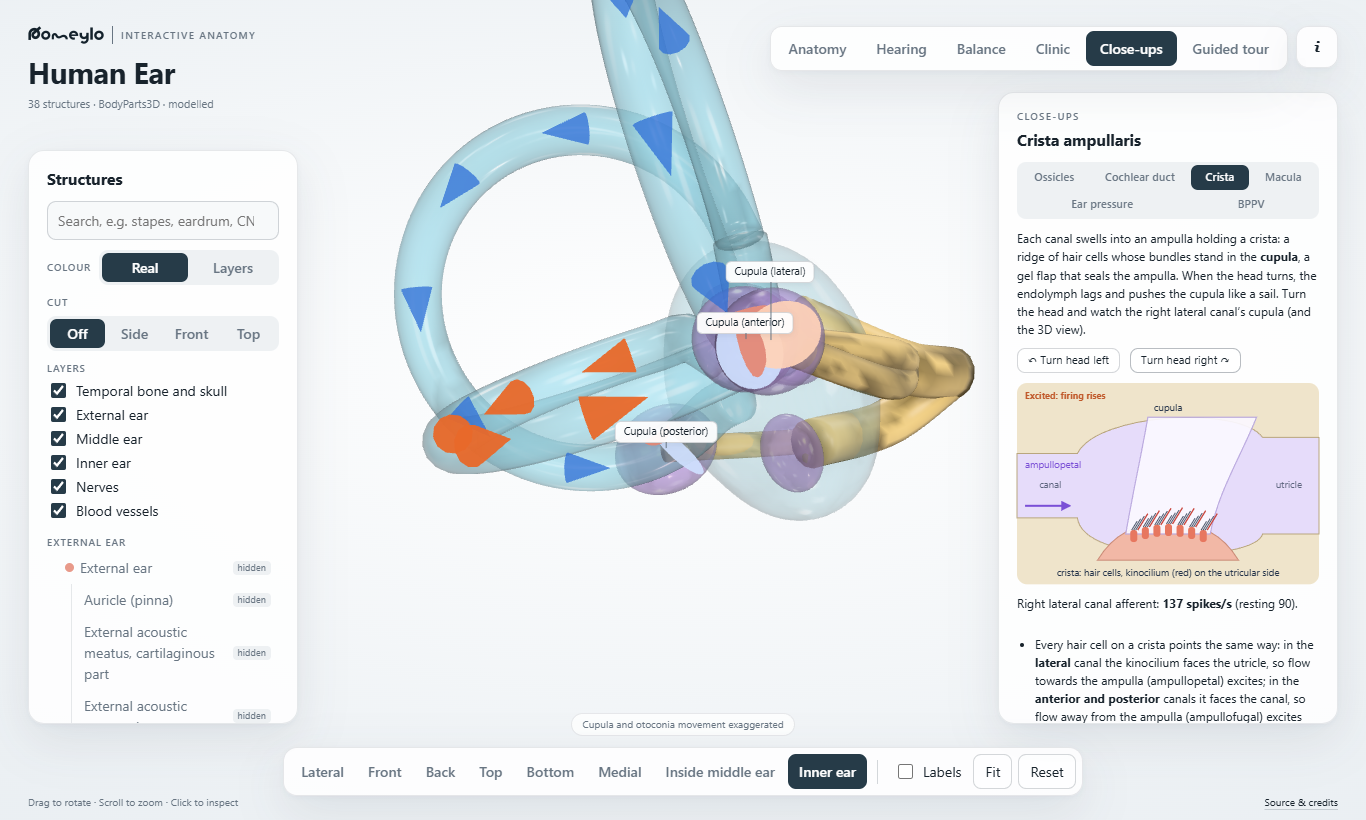 Domeylo
INTERACTIVE ANATOMY
Human Ear
38 structures · BodyParts3D · modelled
Anatomy
Hearing
Balance
Clinic
Close-ups
Guided tour
i
Structures
Search, e.g. stapes, eardrum, CN
COLOUR
Real
Layers
CUT
Off
Side
Front
Top
LAYERS
Temporal bone and skull
External ear
Middle ear
Inner ear
Nerves
Blood vessels
EXTERNAL EAR
External ear hidden
Auricle (pinna) hidden
External acoustic
meatus, cartilaginous hidden
part
External acoustic
hidden
Cupula (lateral)
Cupula (anterior)
Cupula (posterior)
Cupula and otoconia movement exaggerated
CLOSE-UPS
Crista ampullaris
Ossicles
Cochlear duct
Crista
Macula
Ear pressure
BPPV
Each canal swells into an ampulla holding a crista: a
ridge of hair cells whose bundles stand in the cupula, a
gel flap that seals the ampulla. When the head turns, the
endolymph lags and pushes the cupula like a sail. Turn
the head and watch the right lateral canal's cupula (and
the 3D view).
↶ Turn head left
Turn head right ↷
Excited: firing rises
cupula
ampullopetal
canal
utricle
crista: hair cells, kinocilium (red) on the utricular side
Right lateral canal afferent: 137 spikes/s (resting 90).
• Every hair cell on a crista points the same way: in the
lateral canal the kinocilium faces the utricle, so flow
towards the ampulla (ampullopetal) excites; in the
anterior and posterior canals it faces the canal, so
flow away from the ampulla (ampullofugal) excites
Lateral
Front
Back
Top
Bottom
Medial
Inside middle ear
Inner ear
Labels
Fit
Reset
Drag to rotate · Scroll to zoom · Click to inspect
Source & credits